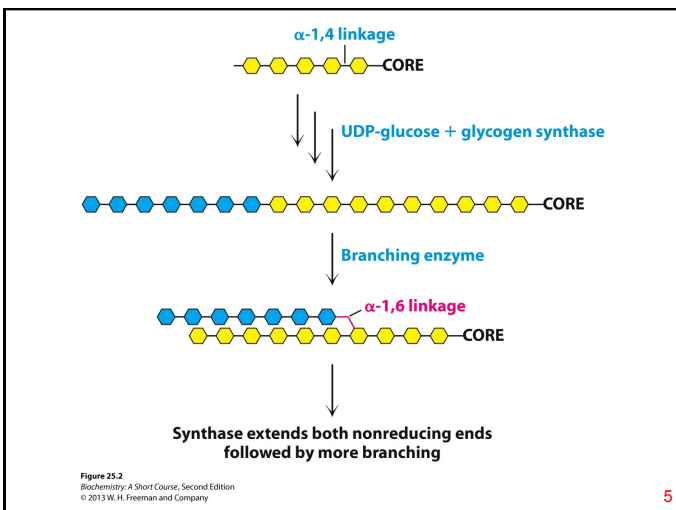 α-1,4 linkage
CORE
UDP-glucose + glycogen synthase
CORE
Branching enzyme
α-1,6 linkage
CORE
Synthase extends both nonreducing ends
followed by more branching
Figure 25.2
Biochemistry: A Short Course, Second Edition
© 2013 W. H. Freeman and Company
5